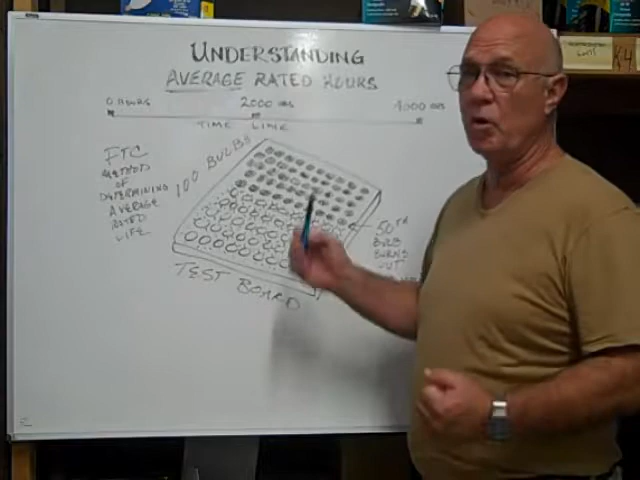 UNDERSTANDING
AVERAGE RATED HOURS
0 HOURS 2000 HRS 4000 HRS
TIME LINE
FTC
METHOD
OF
DETERMINING
AVERAGE
RATED
LIFE
100 BULBS
50TH
BULB
BURNS
OUT
TEST BOARD